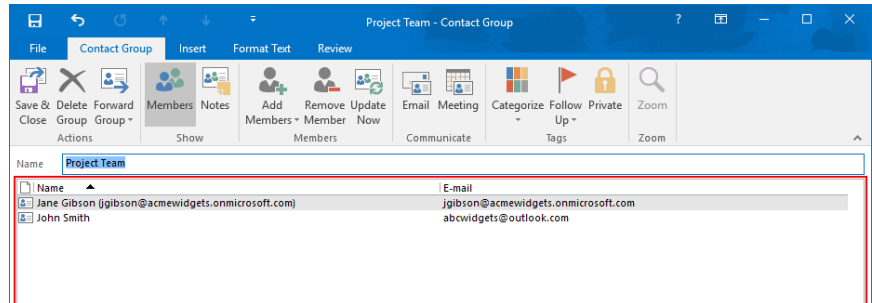 Project Team - Contact Group
?
File Contact Group Insert Format Text Review
Save & Delete Forward Members Notes Add Remove Update Email Meeting Categorize Follow Private Zoom
Close Group Group Members Member Now Up
Actions Show Members Communicate Tags Zoom
Name Project Team
Name E-mail
Jane Gibson (jgibson@acmewidgets.onmicrosoft.com) jgibson@acmewidgets.onmicrosoft.com
John Smith abcwidgets@outlook.com